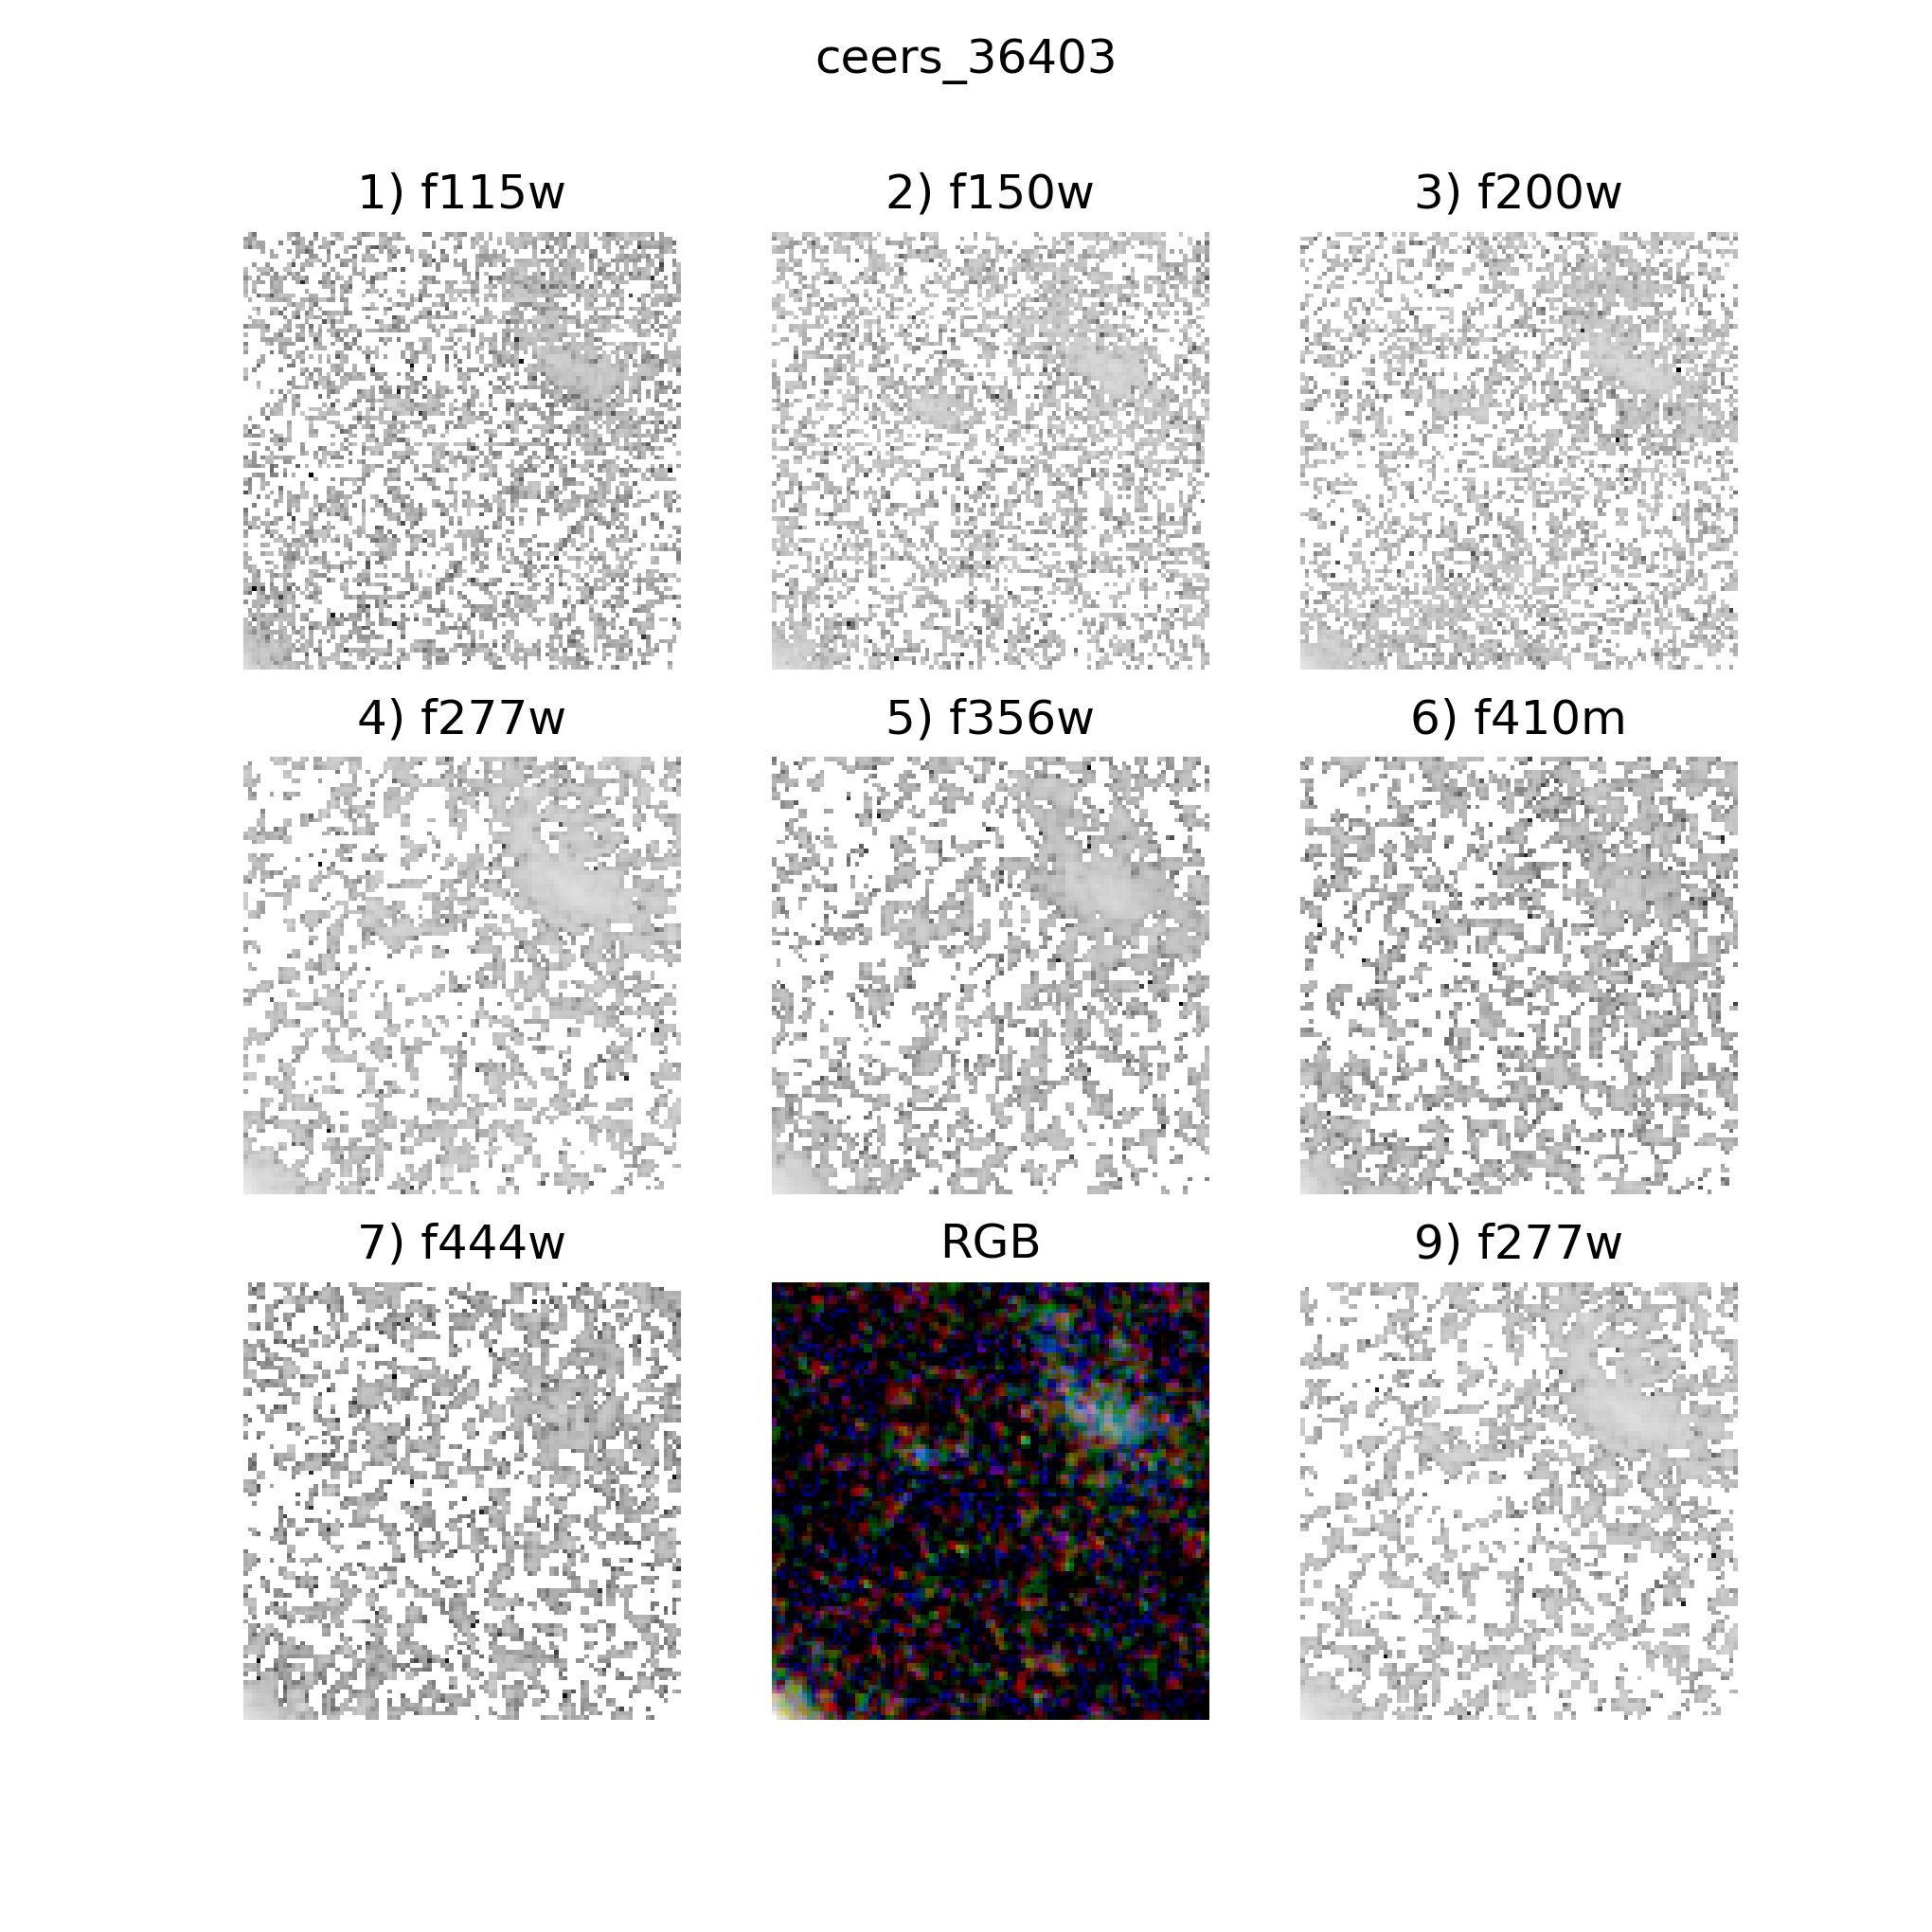 ceers_36403
1) f115w
2) f150w
3) f200w
4) f277w
5) f356w
6) f410m
7) f444w
RGB
9) f277w